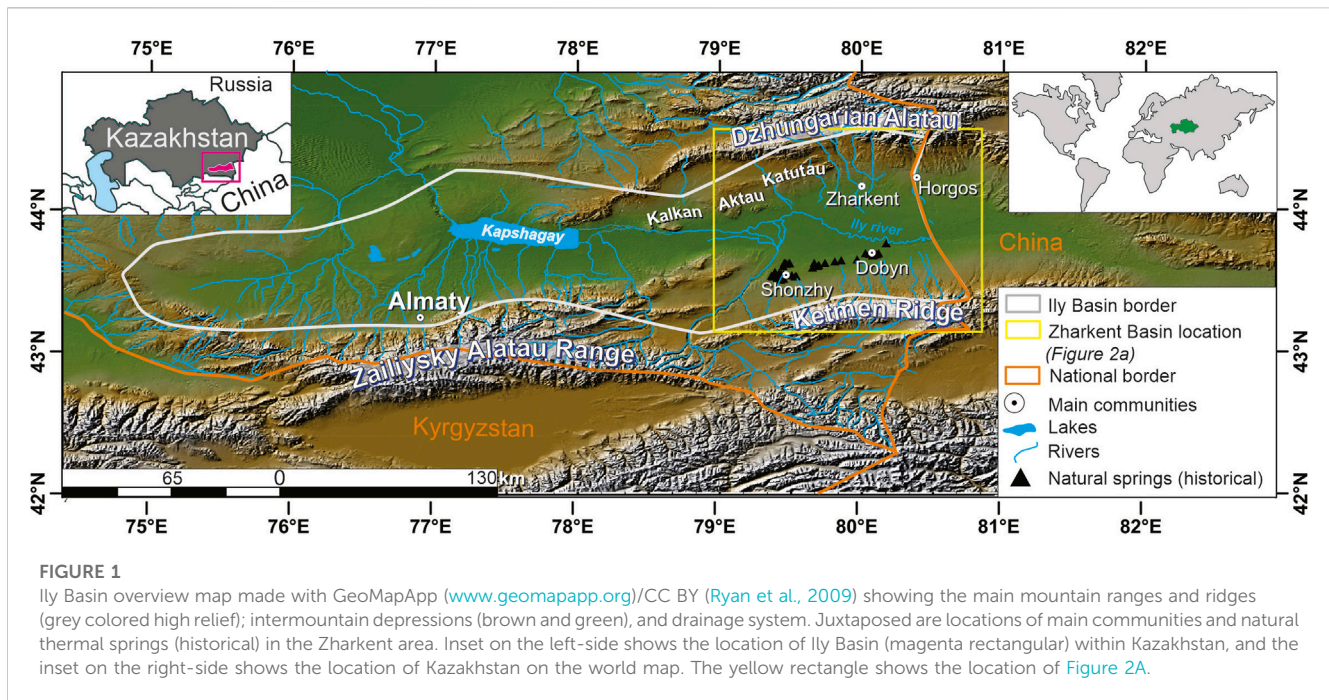 75°E 76°E 77°E 78°E 79°E 80°E 81°E 82°E
Russia
Kazakhstan
China
Dzhungarian Alatau
Katutau
Aktau
Kalkan
Zharkent
Horgos
44°N
44°N
Kapshagay
Ily river
China
Dobyn
Shonzhy
Almaty
Ketmen Ridge
Zailiysky Alatau Range
43°N
43°N
Kyrgyzstan
Ily Basin border
Zharkent Basin location
(Figure 2a)
National border
Main communities
Lakes
Rivers
Natural springs (historical)
65 0 130 km
42°N
42°N
75°E 76°E 77°E 78°E 79°E 80°E 81°E 82°E
FIGURE 1
Ily Basin overview map made with GeoMapApp (www.geomapapp.org)/CC BY (Ryan et al., 2009) showing the main mountain ranges and ridges
(grey colored high relief); intermountain depressions (brown and green), and drainage system. Juxtaposed are locations of main communities and natural
thermal springs (historical) in the Zharkent area. Inset on the left-side shows the location of Ily Basin (magenta rectangular) within Kazakhstan, and the
inset on the right-side shows the location of Kazakhstan on the world map. The yellow rectangle shows the location of Figure 2A.